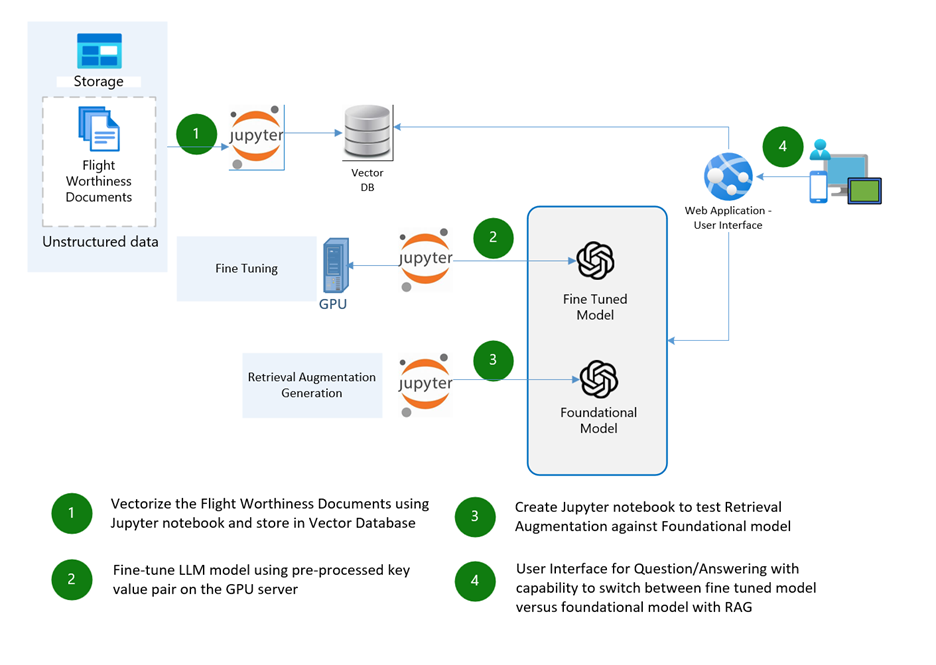 Storage
Flight
Worthiness
Documents
Unstructured data
1
jupyter
Vector
DB
4
Web Application -
User Interface
Fine Tuning
GPU
jupyter
2
Fine Tuned
Model
Retrieval Augmentation
Generation
jupyter
3
Foundational
Model
1
Vectorize the Flight Worthiness Documents using
Jupyter notebook and store in Vector Database
2
Fine-tune LLM model using pre-processed key
value pair on the GPU server
3
Create Jupyter notebook to test Retrieval
Augmentation against Foundational model
4
User Interface for Question/Answering with
capability to switch between fine tuned model
versus foundational model with RAG